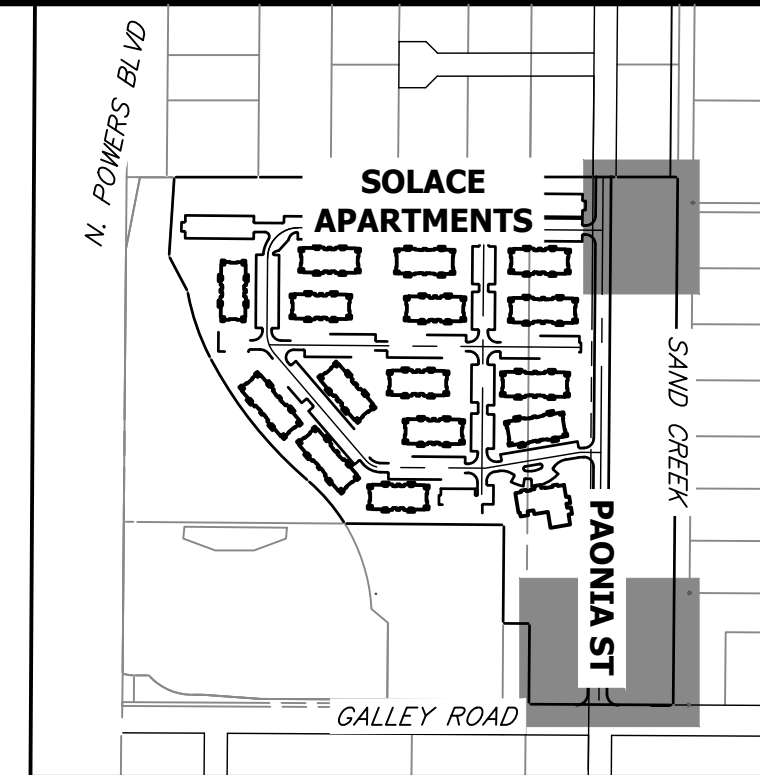 N. POWERS BLVD
SOLACE
APARTMENTS
SAND CREEK
PAONIA ST
GALLEY ROAD